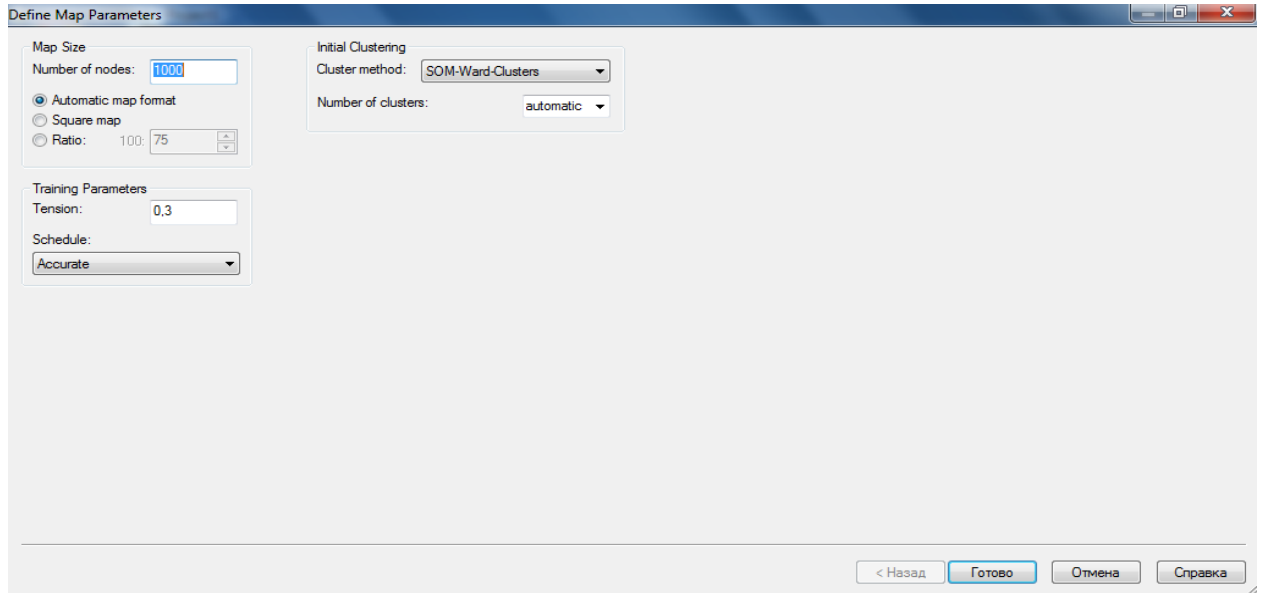 Define Map Parameters
Map Size
Number of nodes: 1000
Automatic map format
Square map
Ratio: 100: 75
Training Parameters
Tension: 0,3
Schedule:
Accurate
Initial Clustering
Cluster method: SOM-Ward-Clusters
Number of clusters: automatic
< Назад Готово Отмена Справка